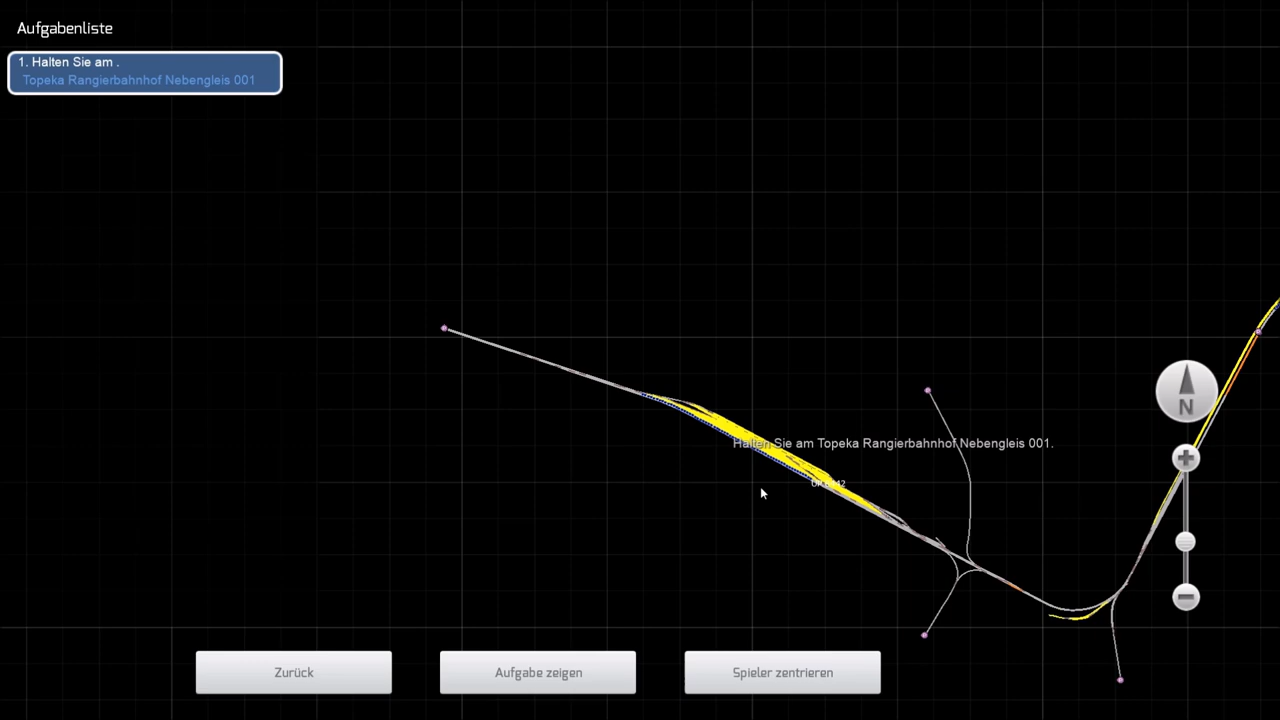 Aufgabenliste
1. Halten Sie am .
Topeka Rangierbahnhof Nebengleis 001
Halten Sie am Topeka Rangierbahnhof Nebengleis 001.
N
Zurück
Aufgabe zeigen
Spieler zentrieren